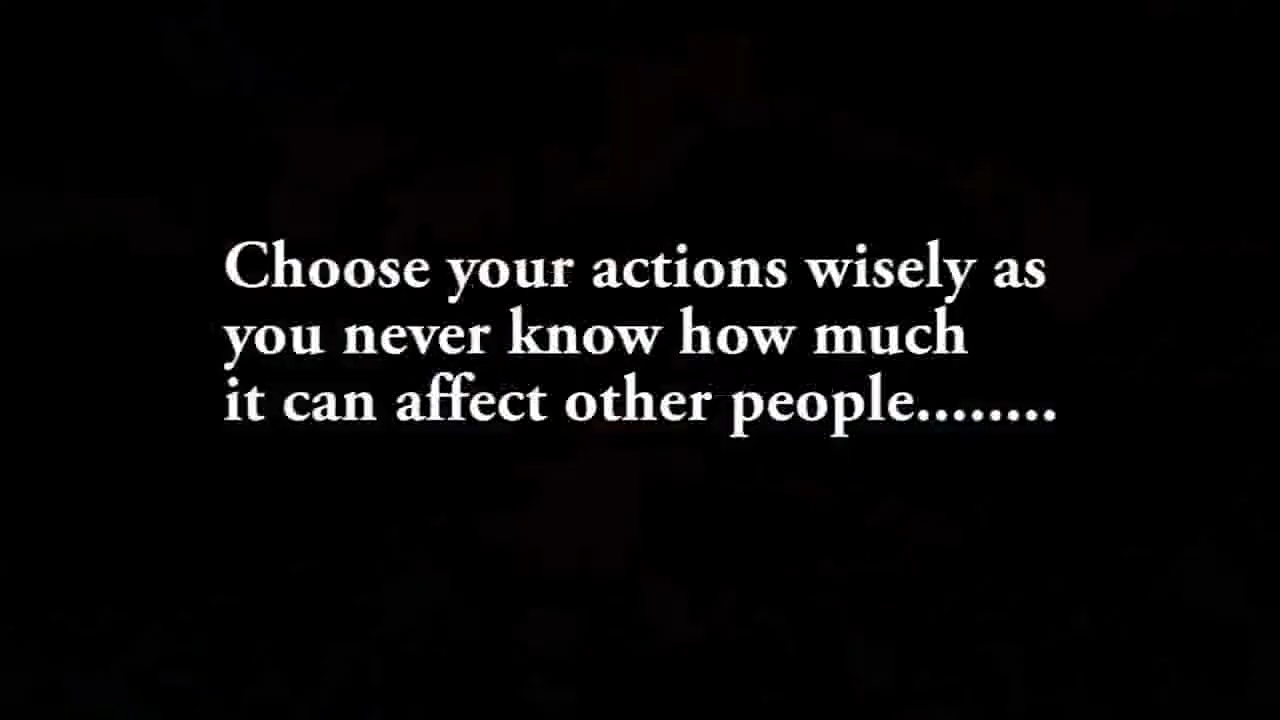 Choose your actions wisely as
you never know how much
it can affect other people........